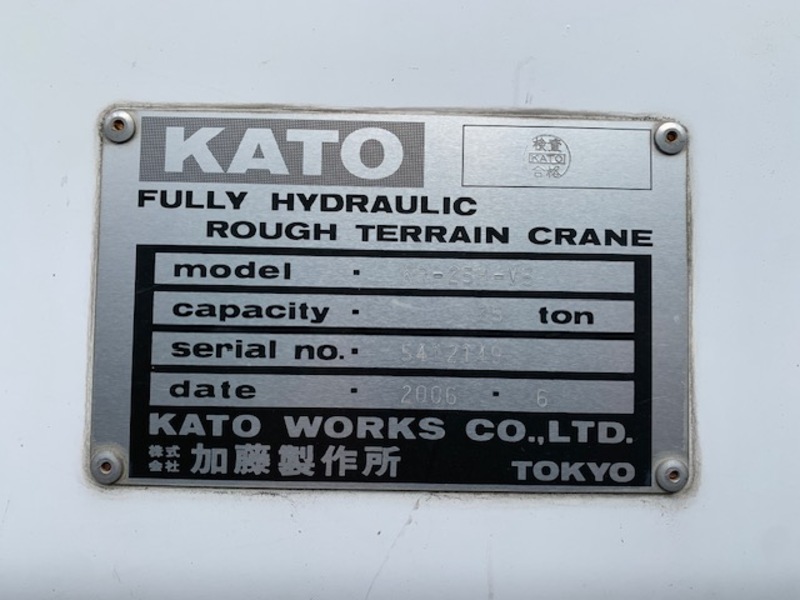 KATO
検査
KATO
合格
FULLY HYDRAULIC
ROUGH TERRAIN CRANE
model ・
capacity ・ 25 ton
serial no. ・
date ・ 2006 ・ 6
KATO WORKS CO.,LTD.
株式会社 加藤製作所 TOKYO